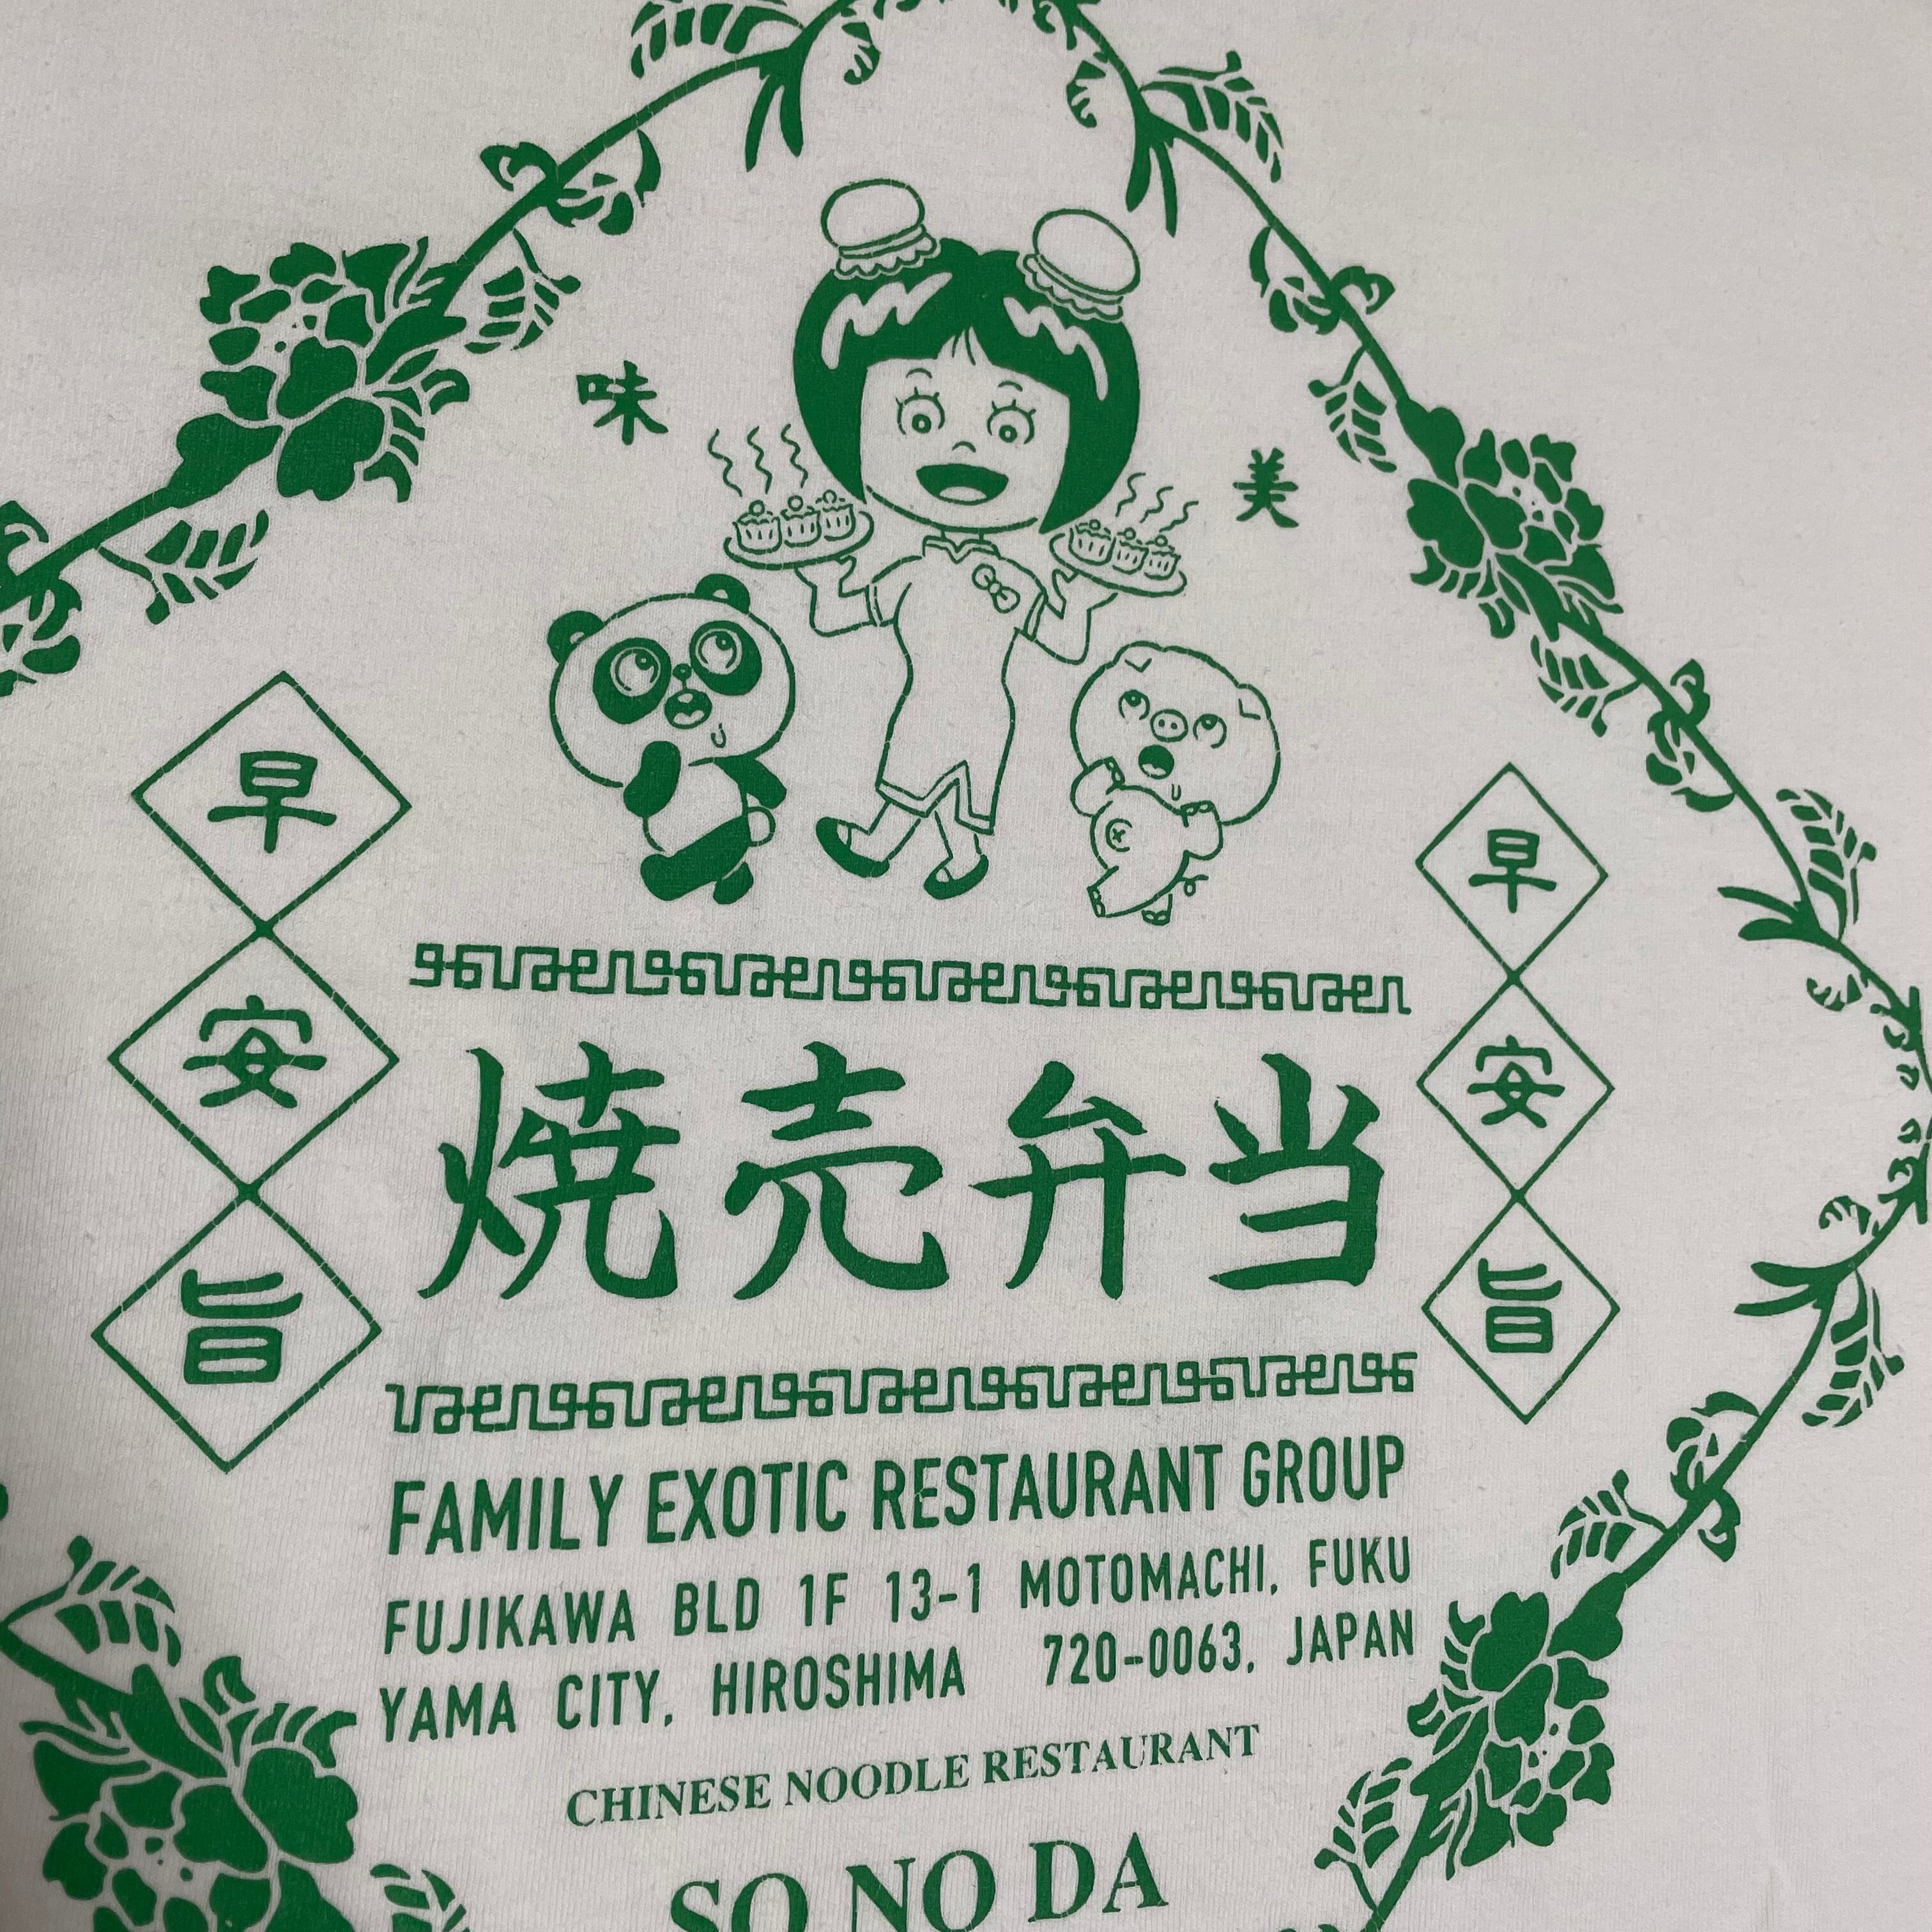 味
美
早
安
旨
早
安
旨
焼売弁当
FAMILY EXOTIC RESTAURANT GROUP
FUJIKAWA BLD 1F 13-1 MOTOMACHI, FUKU
YAMA CITY, HIROSHIMA 720-0063, JAPAN
CHINESE NOODLE RESTAURANT
SO NO DA